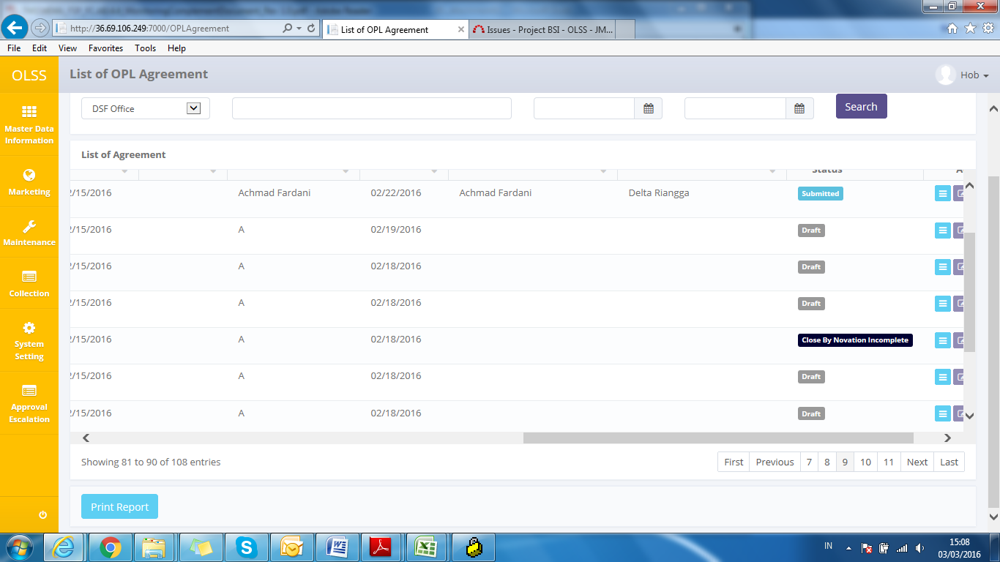 http://36.69.106.249:7000/OPLAgreement
List of OPL Agreement
Issues - Project BSI - OLSS - JM...
File Edit View Favorites Tools Help
OLSS
List of OPL Agreement
Hob
DSF Office
Search
Master Data Information
Marketing
Maintenance
Collection
System Setting
Approval Escalation
List of Agreement
Status
2/15/2016 Achmad Fardani 02/22/2016 Achmad Fardani Delta Riangga Submitted
2/15/2016 A 02/19/2016 Draft
2/15/2016 A 02/18/2016 Draft
2/15/2016 A 02/18/2016 Draft
2/15/2016 A 02/18/2016 Close By Novation Incomplete
2/15/2016 A 02/18/2016 Draft
2/15/2016 A 02/18/2016 Draft
Showing 81 to 90 of 108 entries
First Previous 7 8 9 10 11 Next Last
Print Report
IN
15:08
03/03/2016